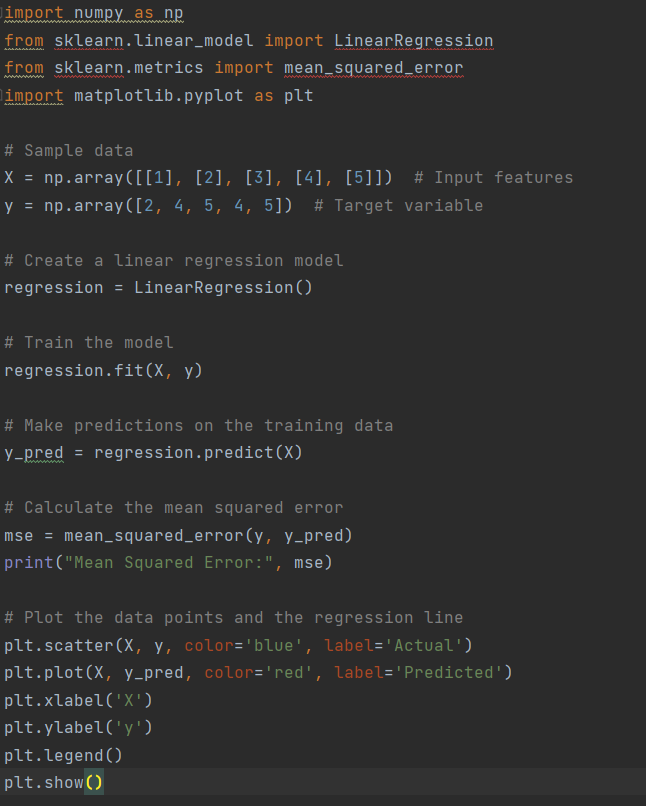 import numpy as np
from sklearn.linear_model import LinearRegression
from sklearn.metrics import mean_squared_error
import matplotlib.pyplot as plt

# Sample data
X = np.array([[1], [2], [3], [4], [5]])  # Input features
y = np.array([2, 4, 5, 4, 5])  # Target variable

# Create a linear regression model
regression = LinearRegression()

# Train the model
regression.fit(X, y)

# Make predictions on the training data
y_pred = regression.predict(X)

# Calculate the mean squared error
mse = mean_squared_error(y, y_pred)
print("Mean Squared Error:", mse)

# Plot the data points and the regression line
plt.scatter(X, y, color='blue', label='Actual')
plt.plot(X, y_pred, color='red', label='Predicted')
plt.xlabel('X')
plt.ylabel('y')
plt.legend()
plt.show()